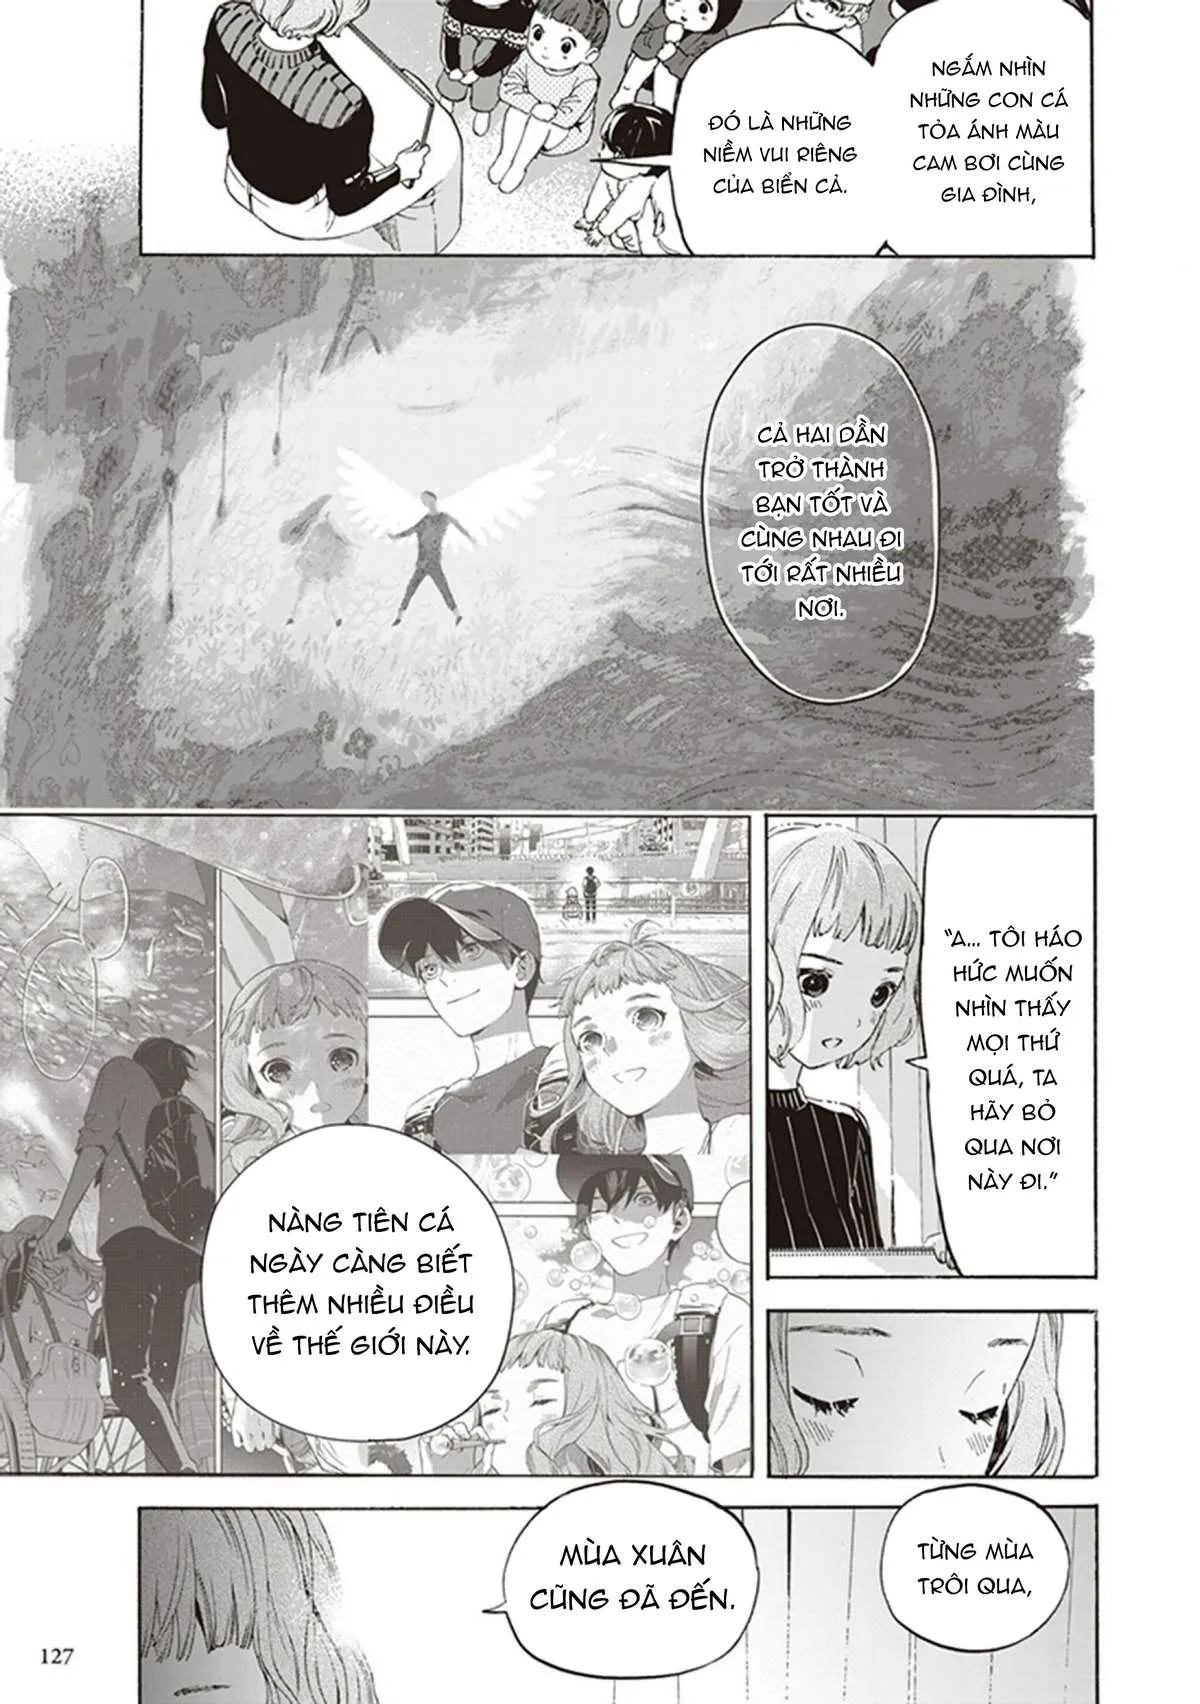 NGẮM NHÌN
NHỮNG CON CÁ
TỎA ÁNH MÀU
CAM BƠI CÙNG
GIA ĐÌNH,
ĐÓ LÀ NHỮNG
NIỀM VUI RIÊNG
CỦA BIỂN CẢ.
CẢ HAI DẦN
TRỞ THÀNH
BẠN TỐT VÀ
CÙNG NHAU ĐI
TỚI RẤT NHIỀU
NƠI.
"A... TÔI HÁO
HỨC MUỐN
NHÌN THẤY
MỌI THỨ
QUÁ, TA
HÃY BỎ
QUA NƠI
NÀY ĐI."
NÀNG TIÊN CÁ
NGÀY CÀNG BIẾT
THÊM NHIỀU ĐIỀU
VỀ THẾ GIỚI NÀY.
TỪNG MÙA
TRÔI QUA,
MÙA XUÂN
CŨNG ĐÃ ĐẾN.
127